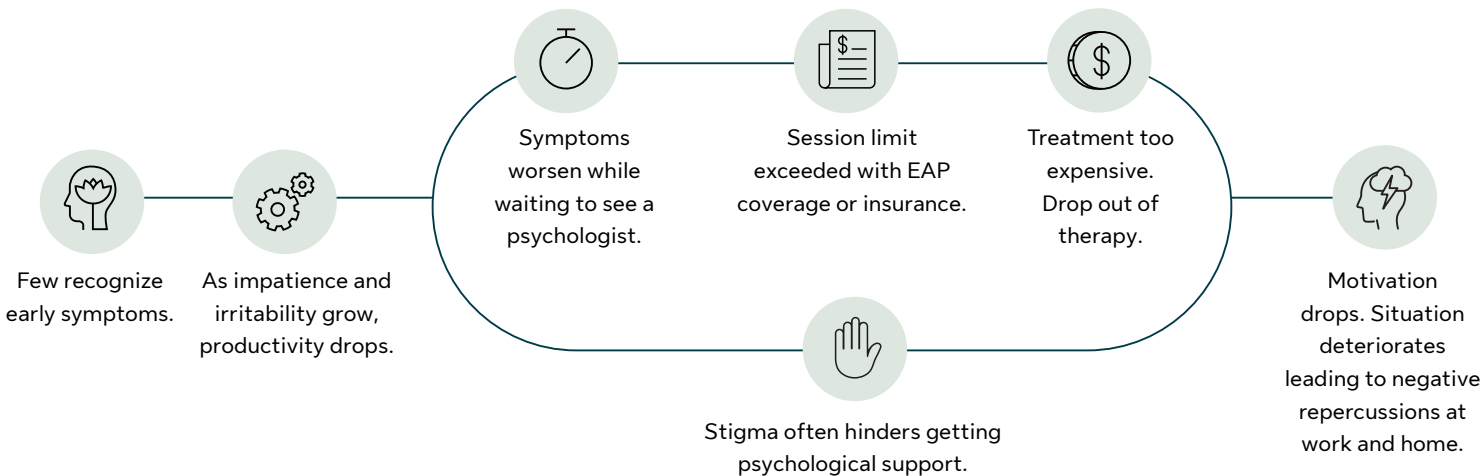 Few recognize
early symptoms.
As impatience and
irritability grow,
productivity drops.
$
Symptoms
worsen while
waiting to see a
psychologist.
$
Session limit
exceeded with EAP
coverage or insurance.
$
Treatment too
expensive.
Drop out of
therapy.
Stigma often hinders getting
psychological support.
Motivation
drops. Situation
deteriorates
leading to negative
repercussions at
work and home.